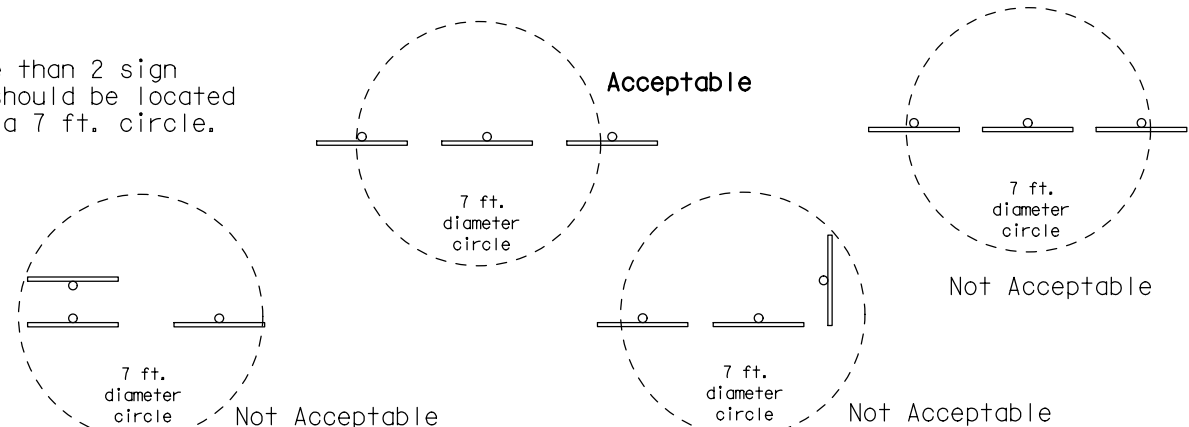 than 2 sign
should be located
a 7 ft. circle.
Acceptable
7 ft.
diameter
circle
7 ft.
diameter
circle
Not Acceptable
7 ft.
diameter
circle
Not Acceptable
7 ft.
diameter
circle
Not Acceptable